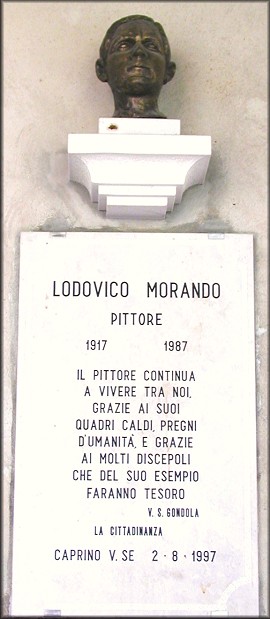 LODOVICO MORANDO
PITTORE
1917 1987
IL PITTORE CONTINUA
A VIVERE TRA NOI,
GRAZIE AI SUOI
QUADRI CALDI, PREGNI
D'UMANITÀ, E GRAZIE
AI MOLTI DISCEPOLI
CHE DEL SUO ESEMPIO
FARANNO TESORO
V. S. GONDOLA
LA CITTADINANZA
CAPRINO V. SE 2·8·1997